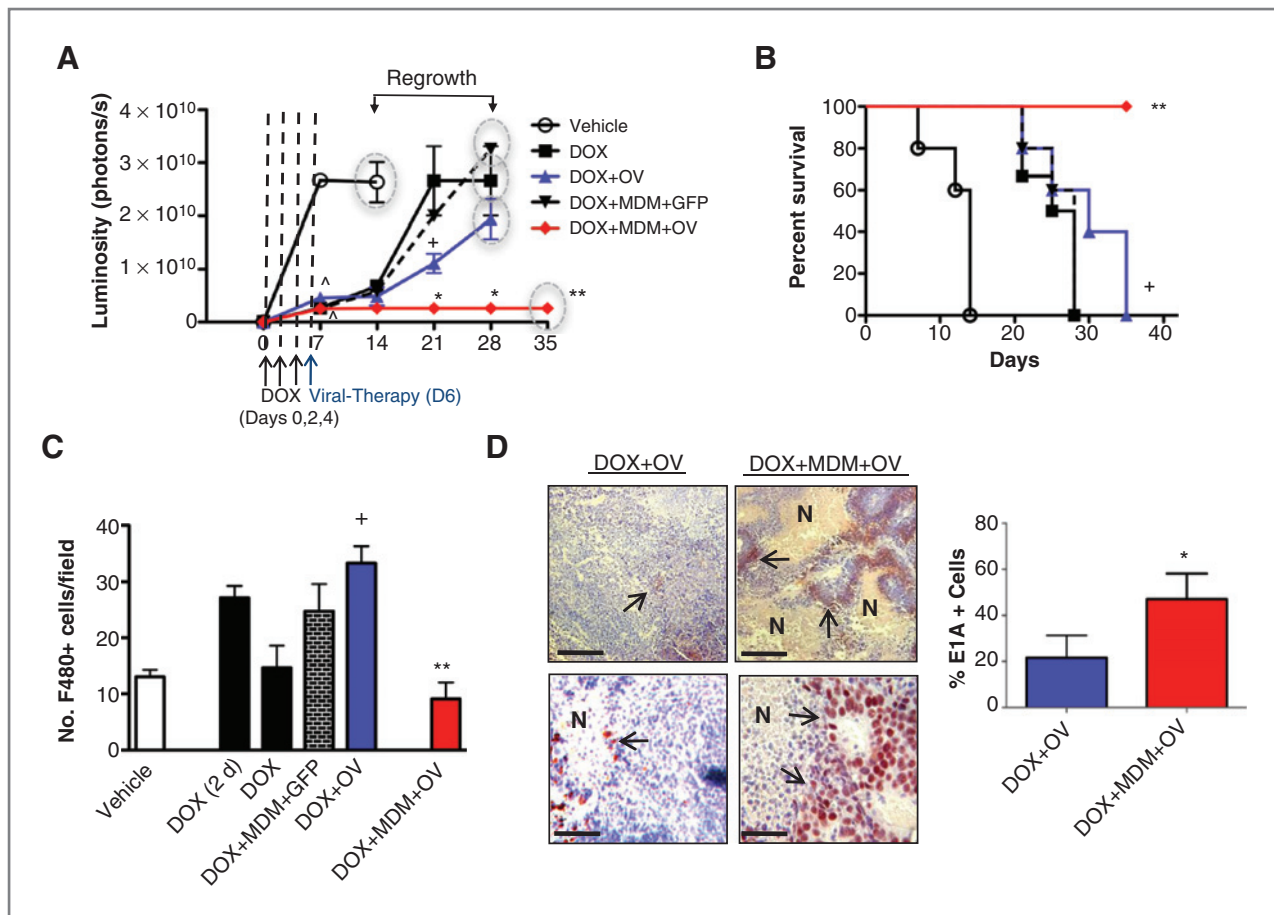 A
Regrowth
Luminosity (photons/s)
4 × 10¹⁰
3 × 10¹⁰
2 × 10¹⁰
1 × 10¹⁰
0
^
^
+
*
*
**
0 7 14 21 28 35
DOX
(Days 0,2,4)
Viral-Therapy (D6)
Vehicle
DOX
DOX+OV
DOX+MDM+GFP
DOX+MDM+OV
B
Percent survival
100
80
60
40
20
0
**
+
0 10 20 30 40
Days
C
No. F480+ cells/field
40
30
20
10
0
+
**
Vehicle
DOX (2 d)
DOX
DOX+MDM+GFP
DOX+OV
DOX+MDM+OV
D
DOX+OV
DOX+MDM+OV
N
N
N
N
N
N
% E1A + Cells
80
60
40
20
0
*
DOX+OV
DOX+MDM+OV